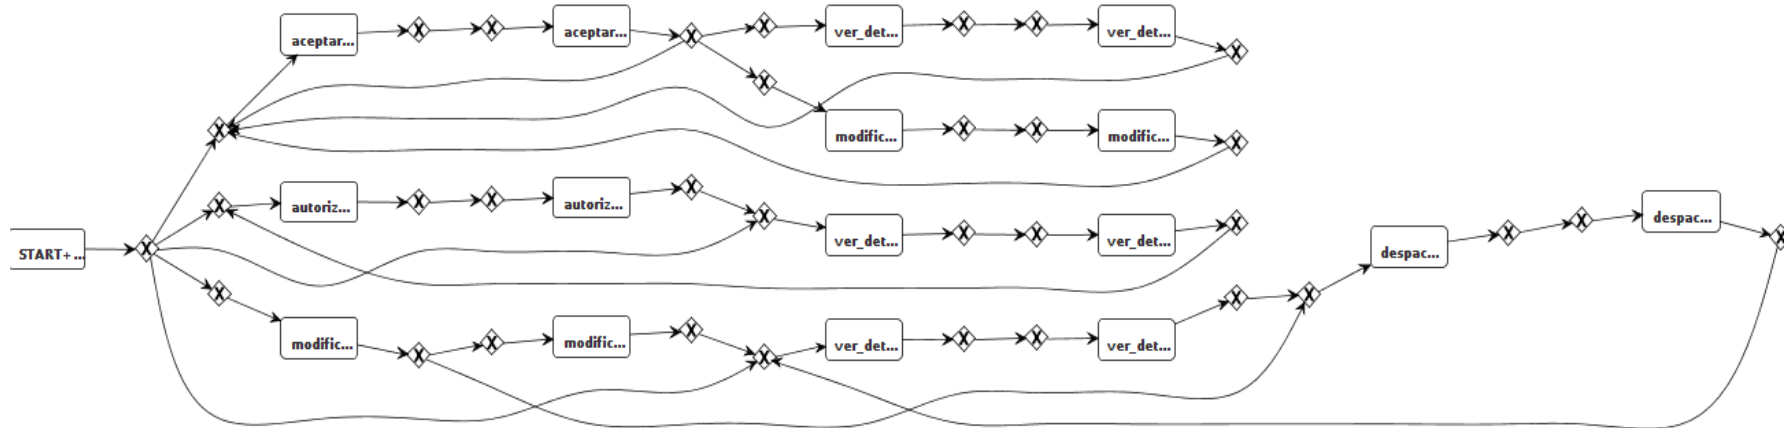 aceptar...
X
X
aceptar...
X
X
ver_det...
X
X
ver_det...
X
X
modific...
X
X
modific...
X
X
X
autoriz...
X
X
autoriz...
X
X
ver_det...
X
X
ver_det...
X
START+ ...
X
X
modific...
X
X
modific...
X
X
ver_det...
X
X
ver_det...
X
X
despac...
X
X
despac...
X